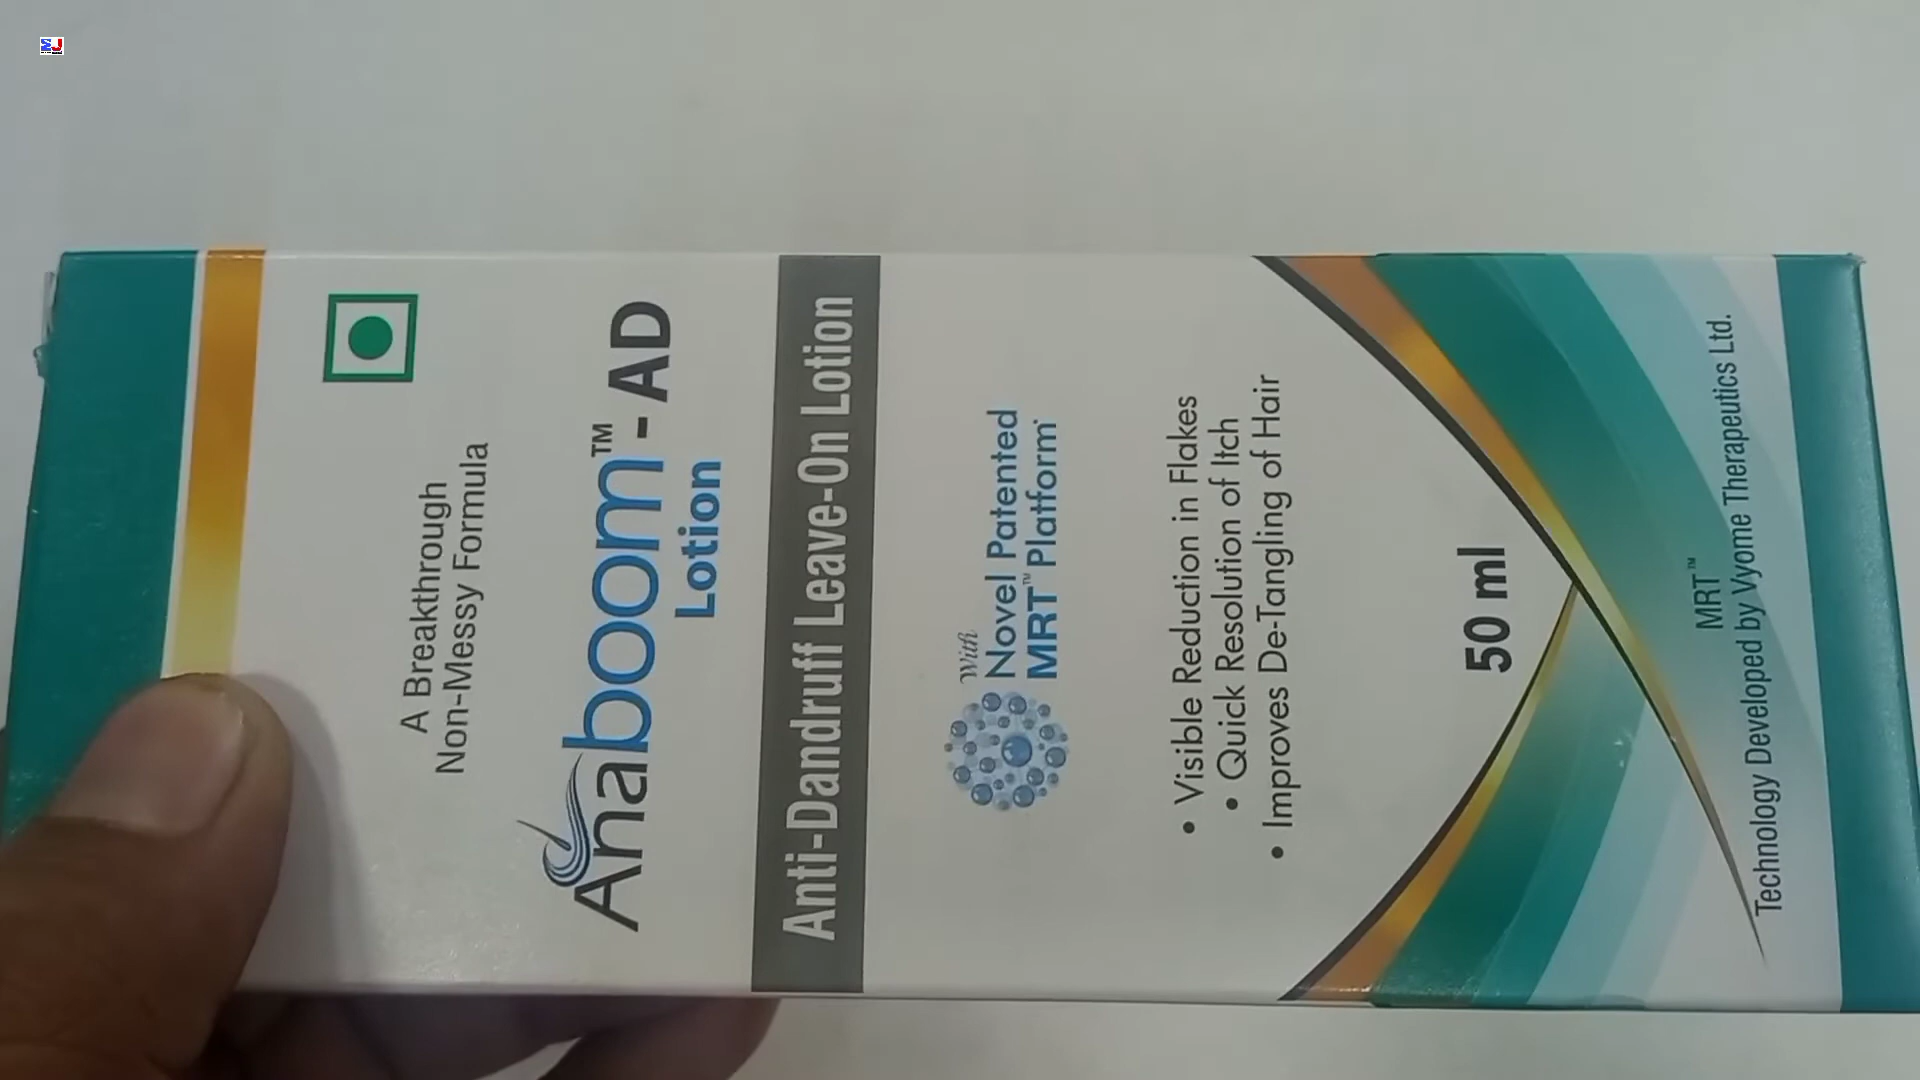 MJ
A Breakthrough
Non-Messy Formula
Anaboom™-AD
Lotion
Anti-Dandruff Leave-On Lotion
With
Novel Patented
MRT™ Platform*
• Visible Reduction in Flakes
• Quick Resolution of Itch
• Improves De-Tangling of Hair
50 ml
MRT™
Technology Developed by Vyome Therapeutics Ltd.